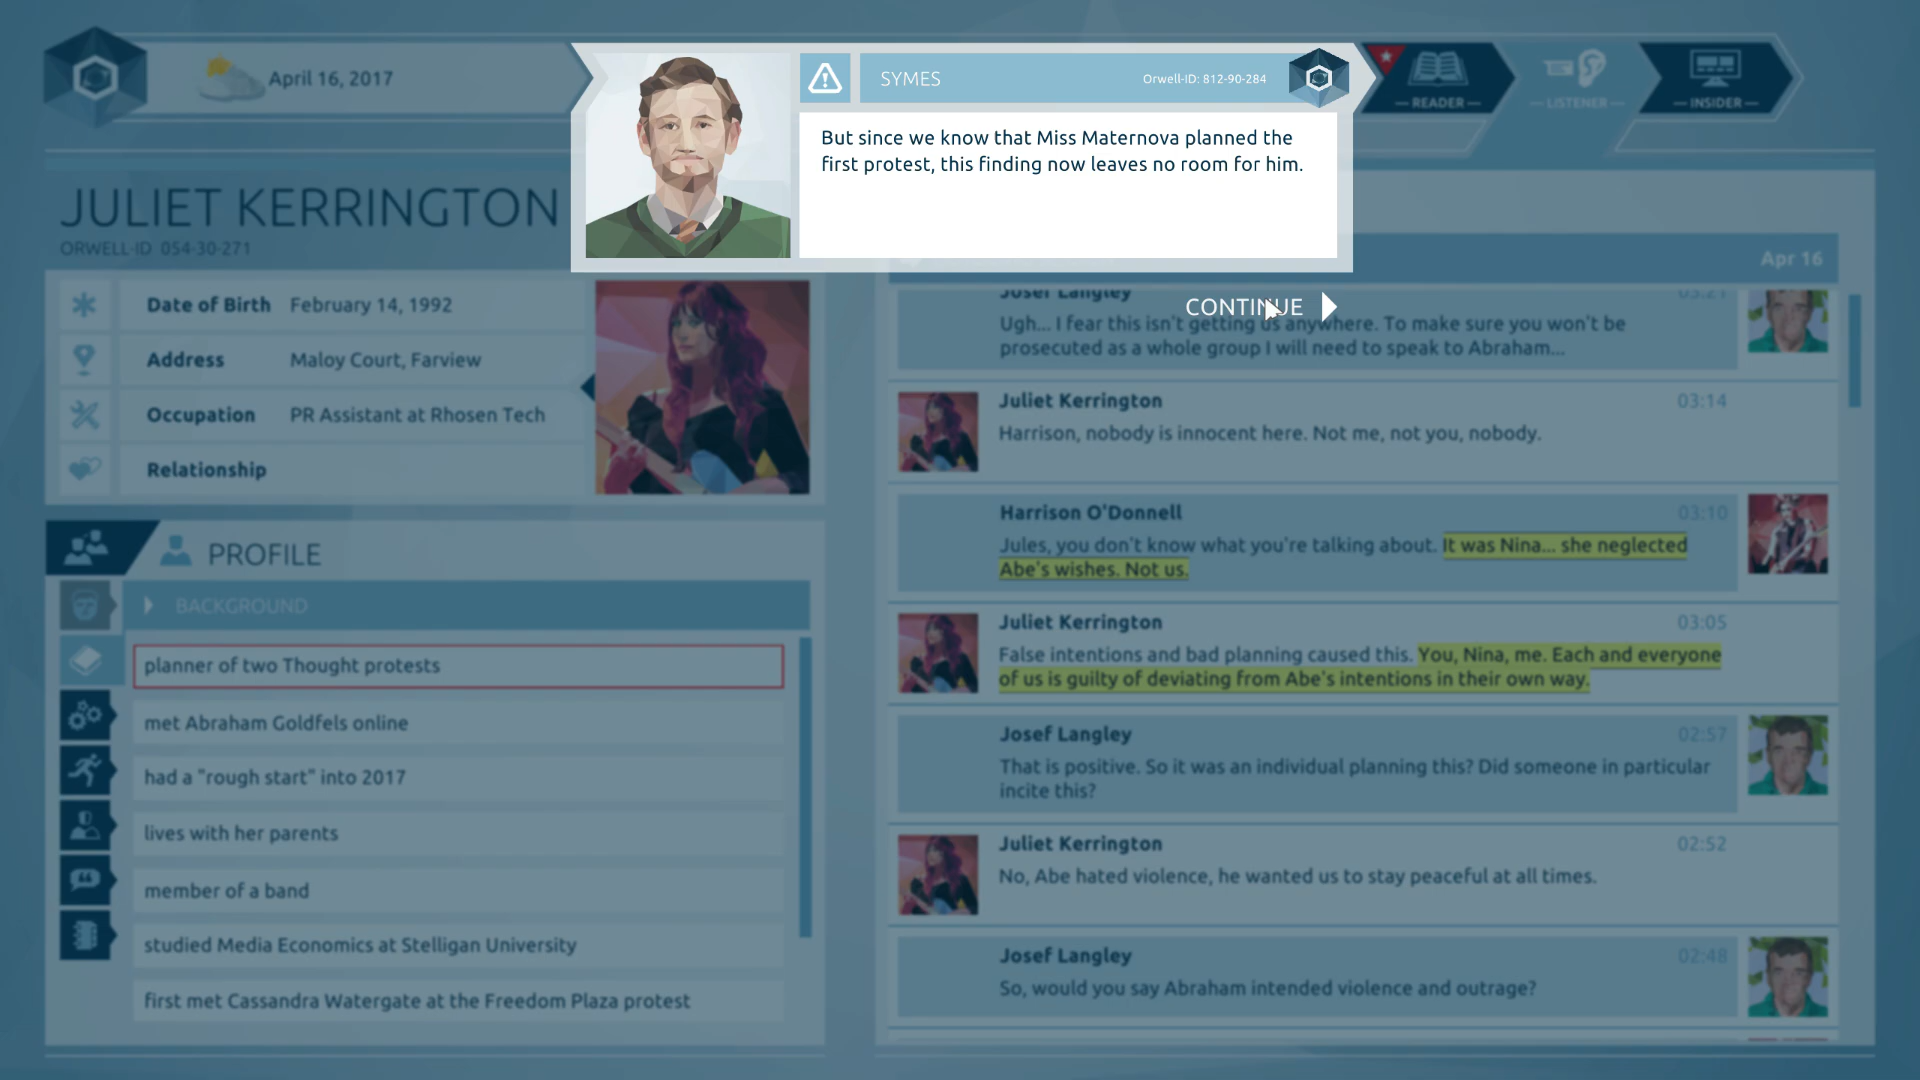 April 16, 2017
SYMES
Orwell-ID: 812-90-284
But since we know that Miss Maternova planned the
first protest, this finding now leaves no room for him.
CONTINUE
— READER —
— LISTENER —
— INSIDER —
JULIET KERRINGTON
ORWELL-ID 054-30-271
Date of Birth February 14, 1992
Address Maloy Court, Farview
Occupation PR Assistant at Rhosen Tech
Relationship
PROFILE
BACKGROUND
planner of two Thought protests
met Abraham Goldfels online
had a "rough start" into 2017
lives with her parents
member of a band
studied Media Economics at Stelligan University
first met Cassandra Watergate at the Freedom Plaza protest
Apr 16
Josef Langley 03:21
Ugh... I fear this isn't getting us anywhere. To make sure you won't be
prosecuted as a whole group I will need to speak to Abraham...
Juliet Kerrington 03:14
Harrison, nobody is innocent here. Not me, not you, nobody.
Harrison O'Donnell 03:10
Jules, you don't know what you're talking about. It was Nina... she neglected
Abe's wishes. Not us.
Juliet Kerrington 03:05
False intentions and bad planning caused this. You, Nina, me. Each and everyone
of us is guilty of deviating from Abe's intentions in their own way.
Josef Langley 02:57
That is positive. So it was an individual planning this? Did someone in particular
incite this?
Juliet Kerrington 02:52
No, Abe hated violence, he wanted us to stay peaceful at all times.
Josef Langley 02:48
So, would you say Abraham intended violence and outrage?